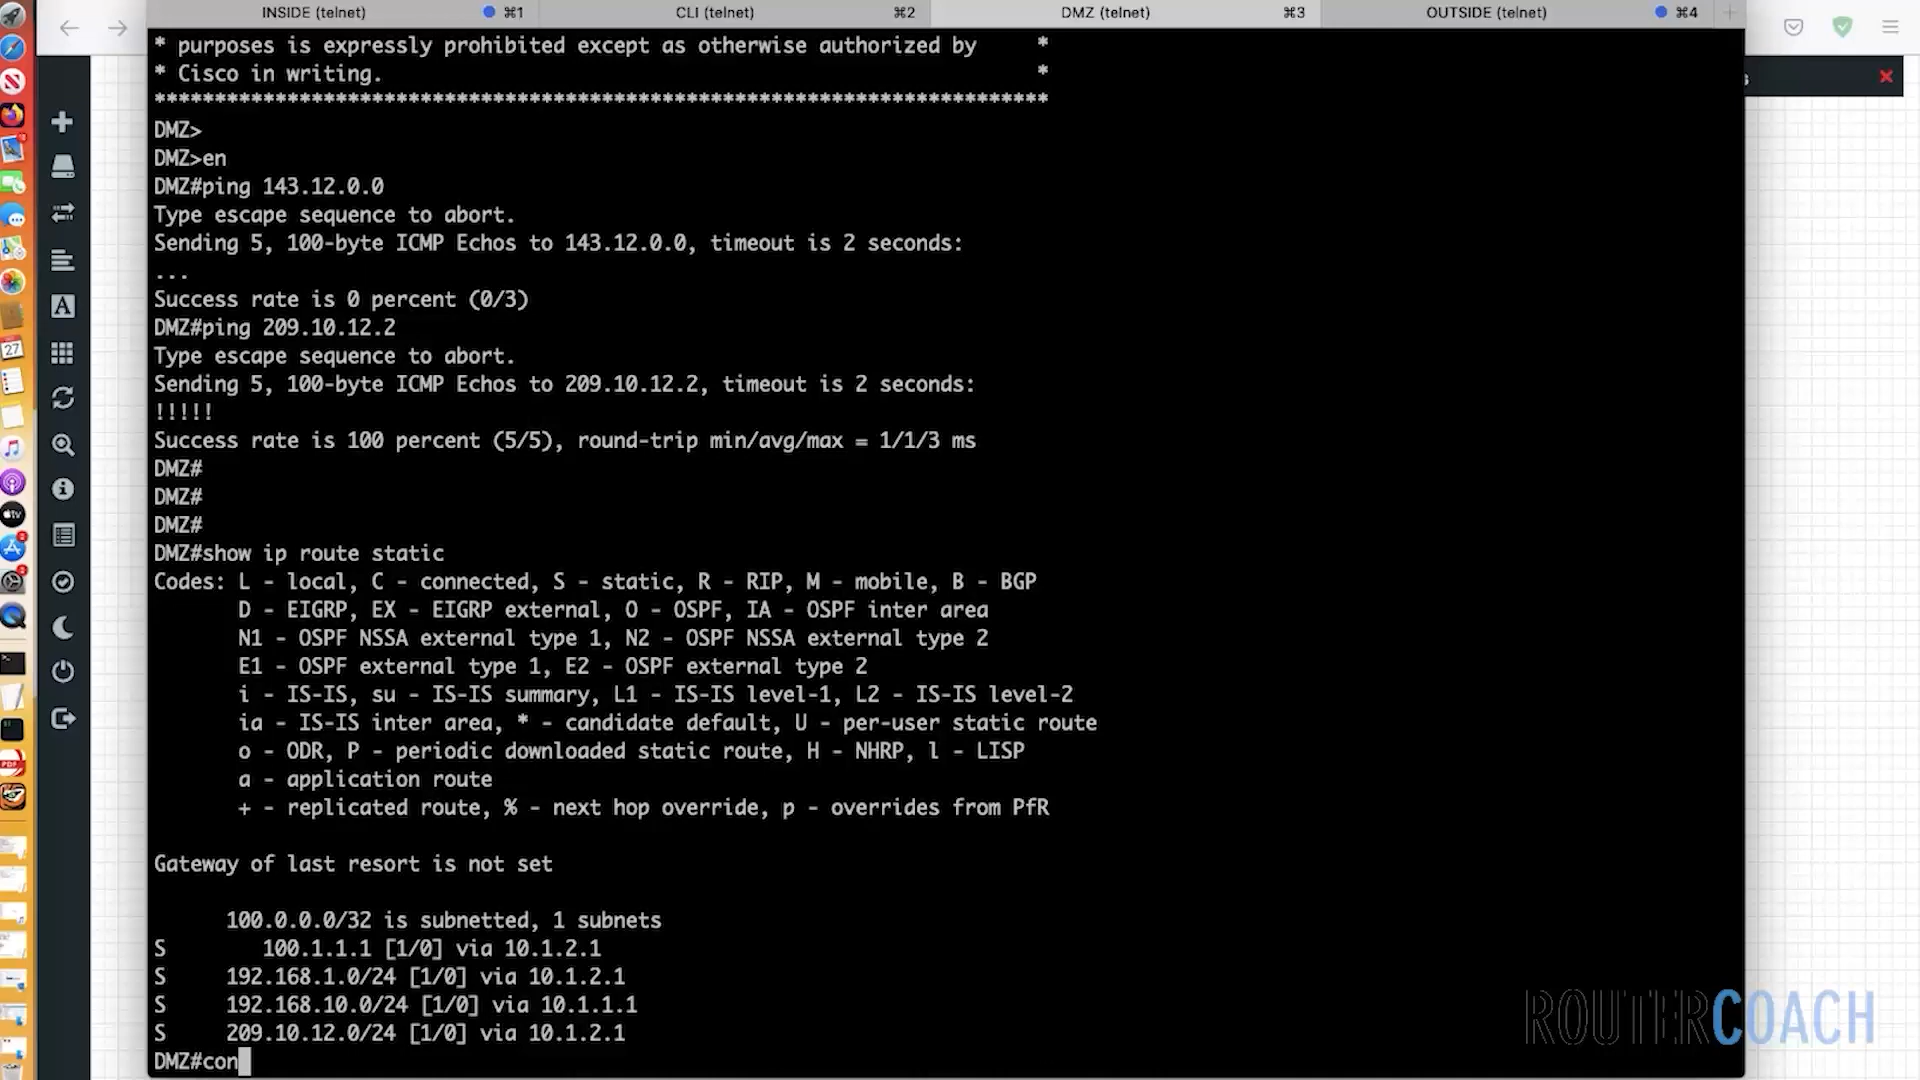 INSIDE (telnet) ⌘1 CLI (telnet) ⌘2 DMZ (telnet) ⌘3 OUTSIDE (telnet) ⌘4
* purposes is expressly prohibited except as otherwise authorized by *
* Cisco in writing. *
**************************************************************************
DMZ>
DMZ>en
DMZ#ping 143.12.0.0
Type escape sequence to abort.
Sending 5, 100-byte ICMP Echos to 143.12.0.0, timeout is 2 seconds:
...
Success rate is 0 percent (0/3)
DMZ#ping 209.10.12.2
Type escape sequence to abort.
Sending 5, 100-byte ICMP Echos to 209.10.12.2, timeout is 2 seconds:
!!!!!
Success rate is 100 percent (5/5), round-trip min/avg/max = 1/1/3 ms
DMZ#
DMZ#
DMZ#
DMZ#show ip route static
Codes: L - local, C - connected, S - static, R - RIP, M - mobile, B - BGP
D - EIGRP, EX - EIGRP external, O - OSPF, IA - OSPF inter area
N1 - OSPF NSSA external type 1, N2 - OSPF NSSA external type 2
E1 - OSPF external type 1, E2 - OSPF external type 2
i - IS-IS, su - IS-IS summary, L1 - IS-IS level-1, L2 - IS-IS level-2
ia - IS-IS inter area, * - candidate default, U - per-user static route
o - ODR, P - periodic downloaded static route, H - NHRP, l - LISP
a - application route
+ - replicated route, % - next hop override, p - overrides from PfR
Gateway of last resort is not set
100.0.0.0/32 is subnetted, 1 subnets
S 100.1.1.1 [1/0] via 10.1.2.1
S 192.168.1.0/24 [1/0] via 10.1.2.1
S 192.168.10.0/24 [1/0] via 10.1.1.1
S 209.10.12.0/24 [1/0] via 10.1.2.1
DMZ#con
ROUTERCOACH